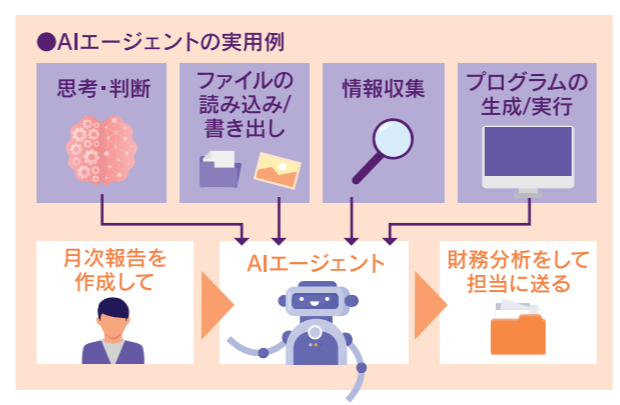 ●AIエージェントの実用例
思考・判断
ファイルの
読み込み/
書き出し
情報収集
プログラムの
生成/実行
月次報告を
作成して
AIエージェント
財務分析をして
担当に送る